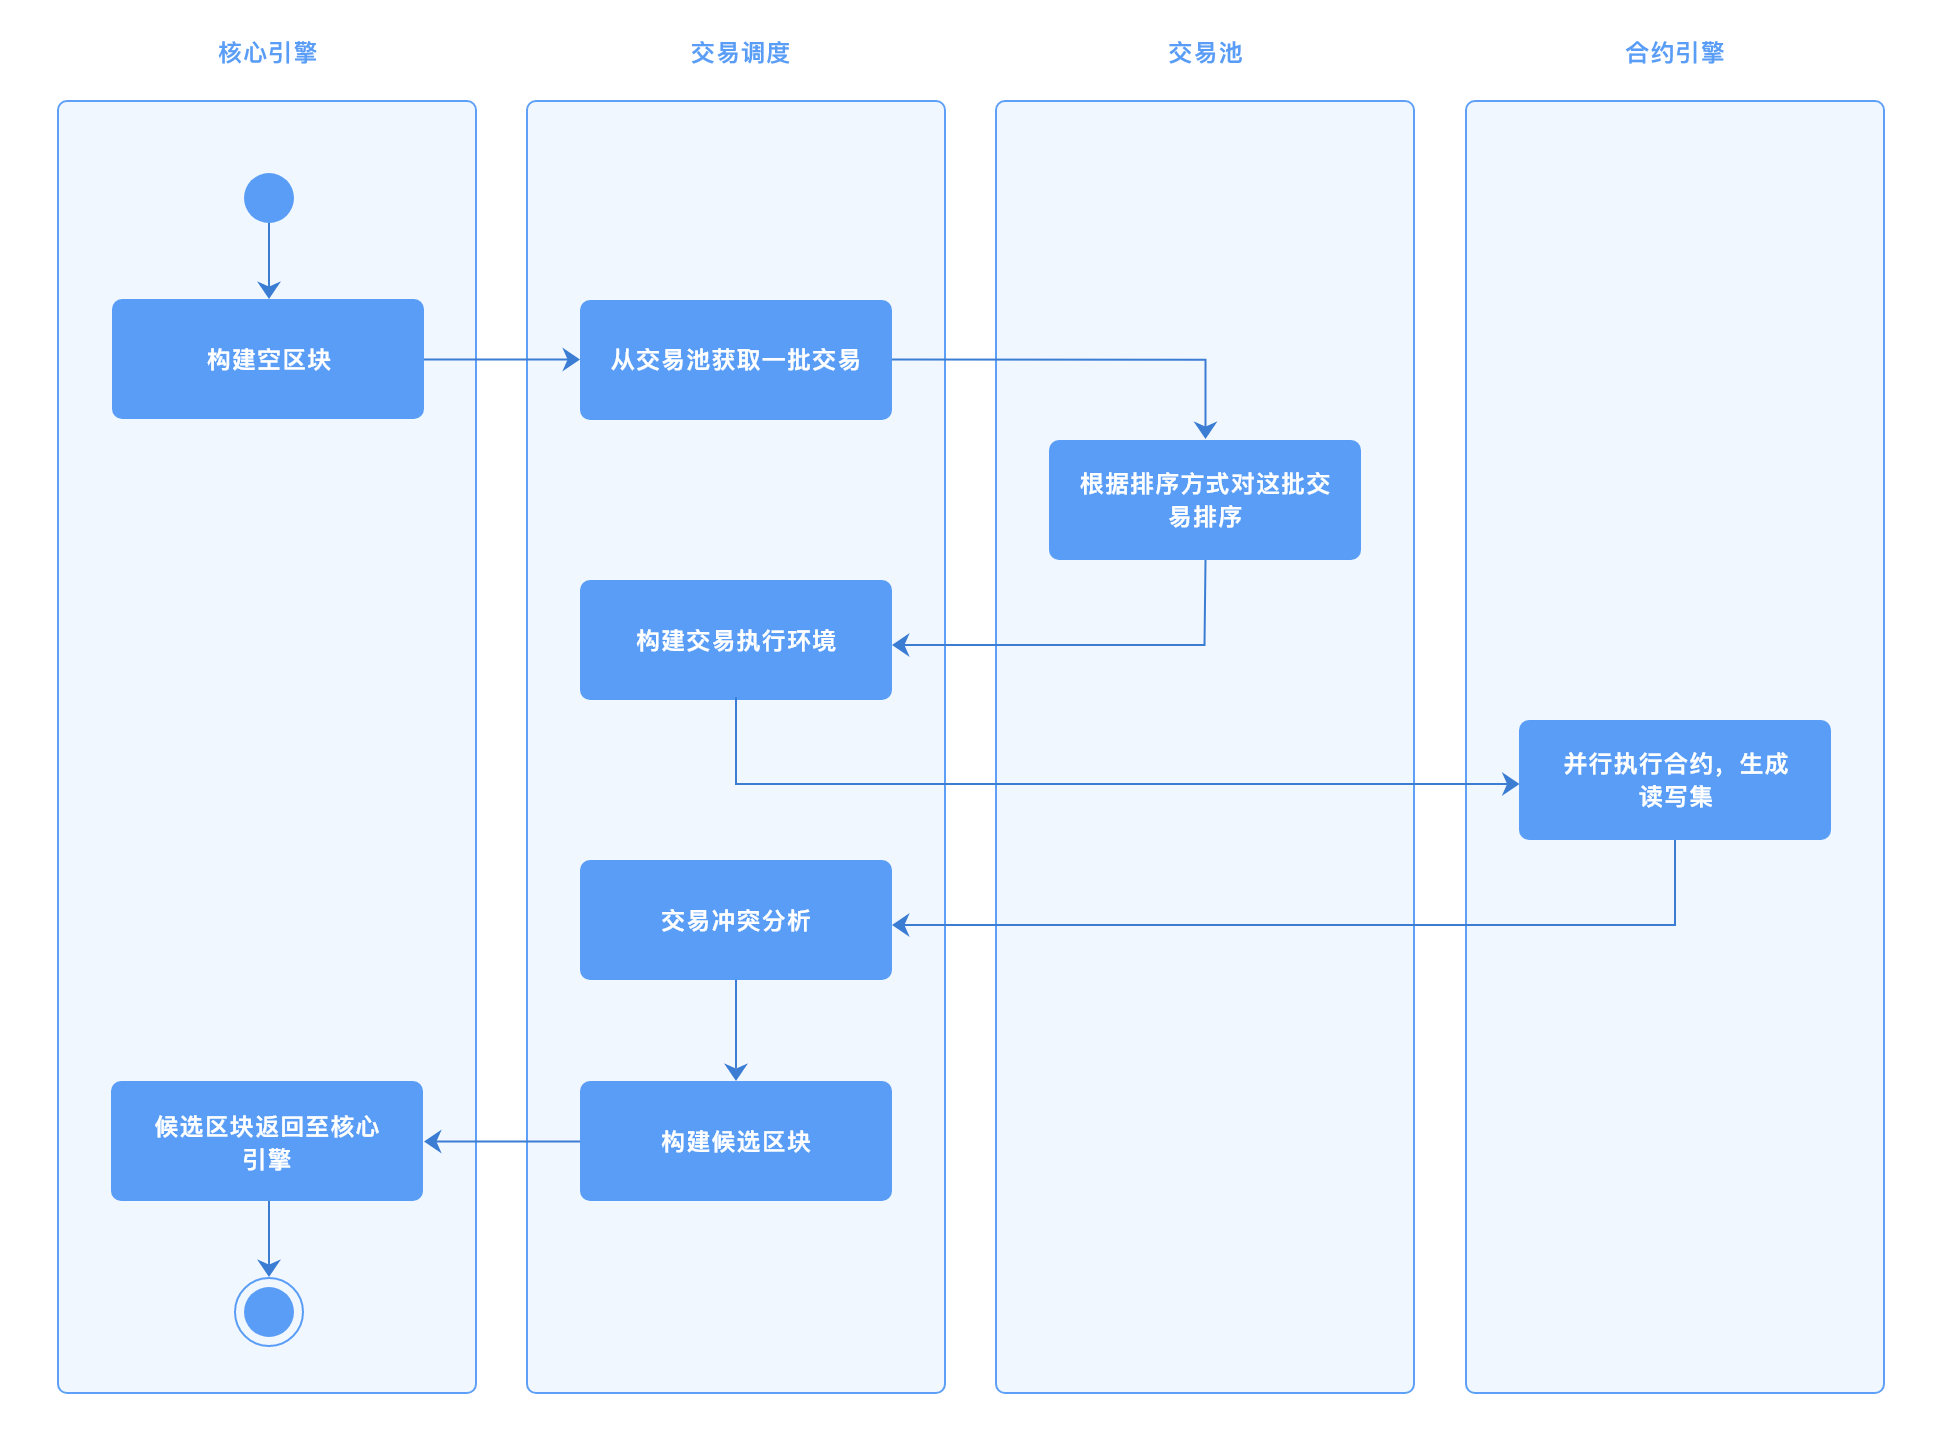 核心引擎
交易调度
交易池
合约引擎
构建空区块
从交易池获取一批交易
根据排序方式对这批交
易排序
构建交易执行环境
并行执行合约，生成
读写集
交易冲突分析
候选区块返回至核心
引擎
构建候选区块